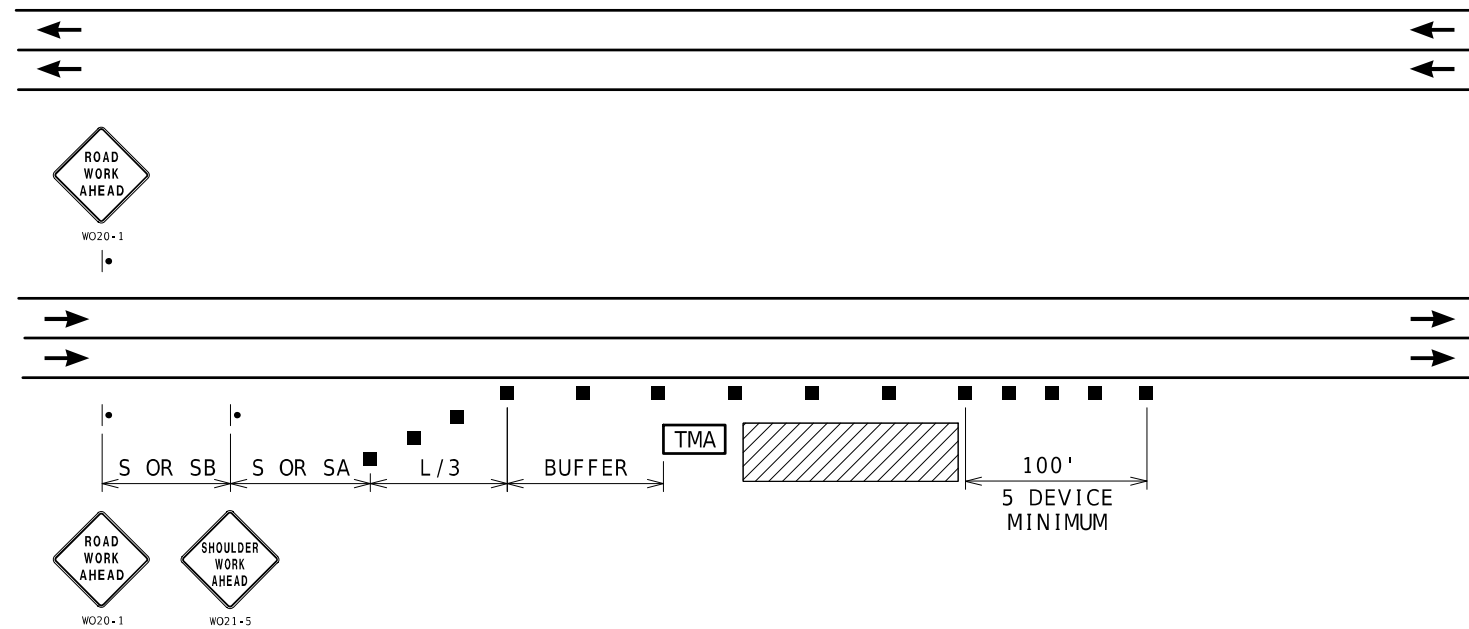 ROAD
WORK
AHEAD
WO20-1
TMA
S OR SB
S OR SA
L/3
BUFFER
100'
5 DEVICE
MINIMUM
ROAD
WORK
AHEAD
SHOULDER
WORK
AHEAD
WO20-1
WO21-5